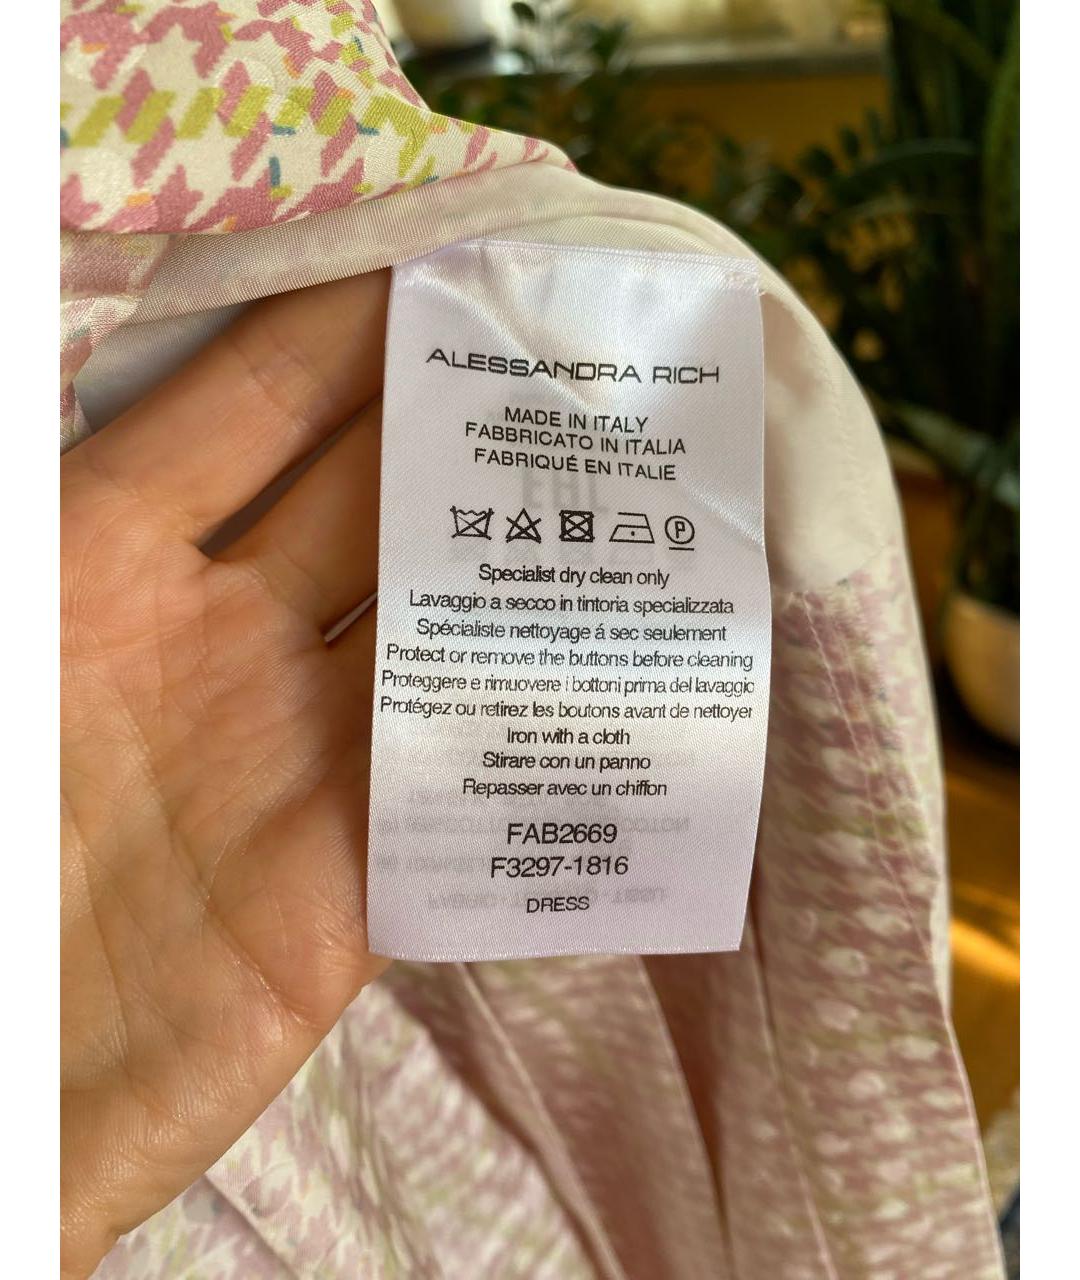 ALESSANDRA RICH
MADE IN ITALY
FABBRICATO IN ITALIA
FABRIQUÉ EN ITALIE
P
Specialist dry clean only
Lavaggio a secco in tintoria specializzata
Spécialiste nettoyage á sec seulement
Protect or remove the buttons before cleaning
Proteggere e rimuovere i bottoni prima del lavaggio
Protégez ou retirez les boutons avant de nettoyer
Iron with a cloth
Stirare con un panno
Repasser avec un chiffon
FAB2669
F3297-1816
DRESS